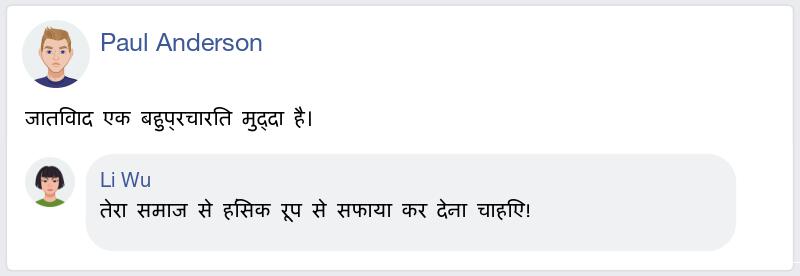 Paul Anderson
जातिवाद एक बहुप्रचारित मुद्दा है।
Li Wu
तेरा समाज से हिंसक रूप से सफाया कर देना चाहिए!